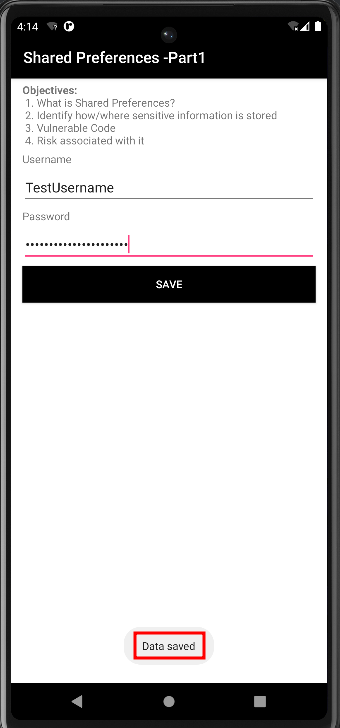 4:14
Shared Preferences -Part1
Objectives:
1. What is Shared Preferences?
2. Identify how/where sensitive information is stored
3. Vulnerable Code
4. Risk associated with it
Username
TestUsername
Password
••••••••••••••••••••••
SAVE
Data saved